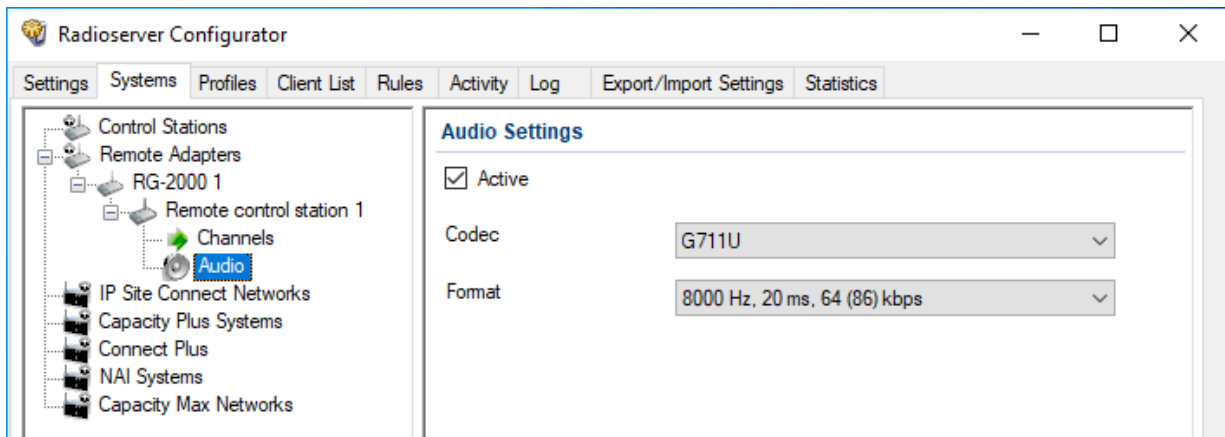 Radioserver Configurator
Settings Systems Profiles Client List Rules Activity Log Export/Import Settings Statistics
Control Stations
Remote Adapters
RG-2000 1
Remote control station 1
Channels
Audio
IP Site Connect Networks
Capacity Plus Systems
Connect Plus
NAI Systems
Capacity Max Networks
Audio Settings
Active
Codec G711U
Format 8000 Hz, 20 ms, 64 (86) kbps